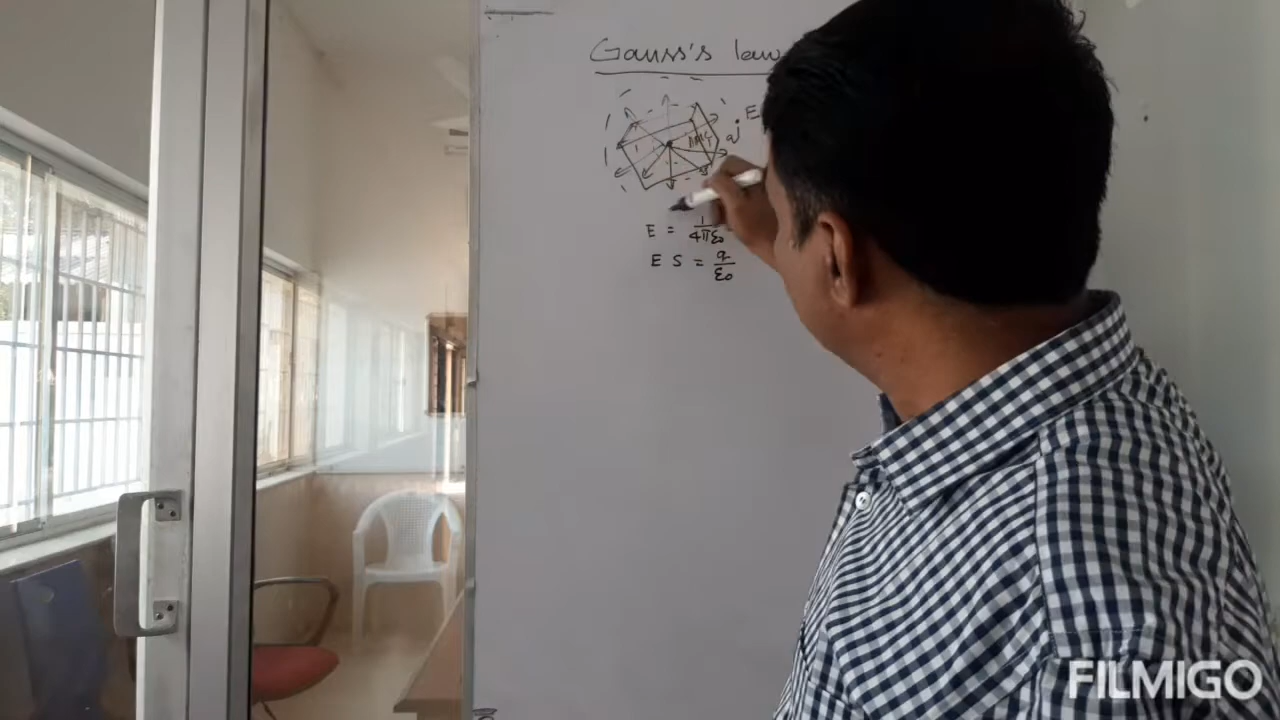 Gauss's law
E
E = 1/4πε₀
E S = q/ε₀
FILMIGO